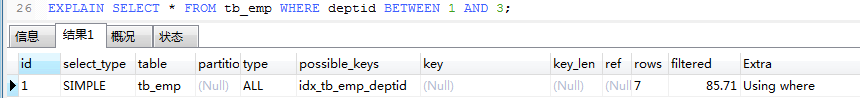 26 EXPLAIN SELECT * FROM tb_emp WHERE deptid BETWEEN 1 AND 3;
信息 结果1 概况 状态
id select_type table partitio type possible_keys key key_len ref rows filtered Extra
1 SIMPLE tb_emp (Null) ALL idx_tb_emp_deptid (Null) (Null) (Null 7 85.71 Using where